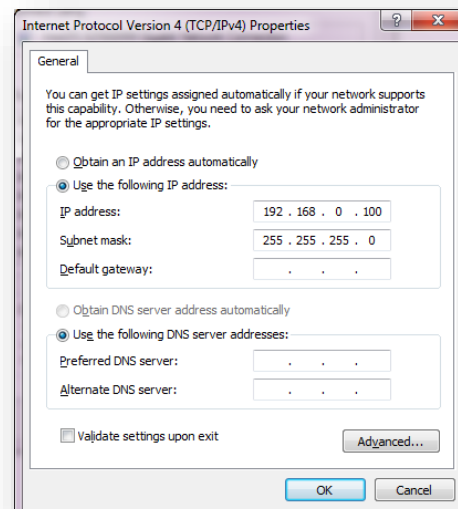 Internet Protocol Version 4 (TCP/IPv4) Properties
General
You can get IP settings assigned automatically if your network supports
this capability. Otherwise, you need to ask your network administrator
for the appropriate IP settings.
Obtain an IP address automatically
Use the following IP address:
IP address: 192 . 168 . 0 . 100
Subnet mask: 255 . 255 . 255 . 0
Default gateway: . . .
Obtain DNS server address automatically
Use the following DNS server addresses:
Preferred DNS server: . . .
Alternate DNS server: . . .
Validate settings upon exit
Advanced...
OK Cancel